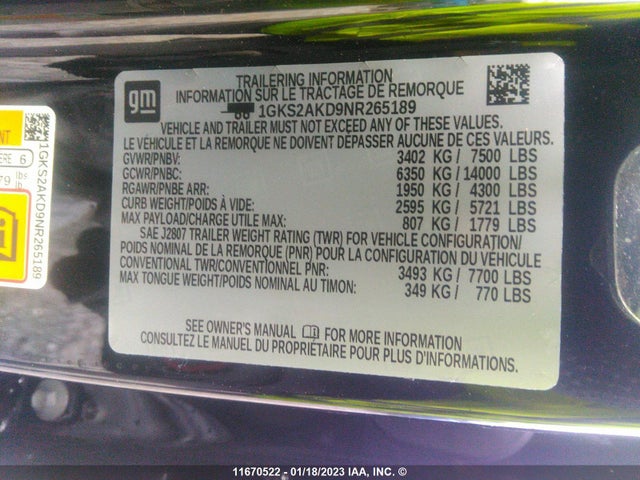 gm
TRAILERING INFORMATION
INFORMATION SUR LE TRACTAGE DE REMORQUE
1GKS2AKD9NR265189
VEHICLE AND TRAILER MUST NOT EXCEED ANY OF THESE VALUES.
LE VÉHICULE ET LA REMORQUE NE DOIVENT DÉPASSER AUCUNE DE CES VALEURS.
GVWR/PNBV: 3402 KG / 7500 LBS
GCWR/PNBC: 6350 KG / 14000 LBS
RGAWR/PNBE ARR: 1950 KG / 4300 LBS
CURB WEIGHT/POIDS À VIDE: 2595 KG / 5721 LBS
MAX PAYLOAD/CHARGE UTILE MAX: 807 KG / 1779 LBS
SAE J2807 TRAILER WEIGHT RATING (TWR) FOR VEHICLE CONFIGURATION/
POIDS NOMINAL DE LA REMORQUE (PNR) POUR LA CONFIGURATION DU VÉHICULE
CONVENTIONAL TWR/CONVENTIONNEL PNR: 3493 KG / 7700 LBS
MAX TONGUE WEIGHT/POIDS NOMINAL AU TIMON: 349 KG / 770 LBS
SEE OWNER'S MANUAL FOR MORE INFORMATION
CONSULTEZ LE MANUEL DU PROPRIÉTAIRE POUR PLUS D'INFORMATIONS.
1GKS2AKD9NR265189
6
lbs
lb
11670522 - 01/18/2023 IAA, INC. ©